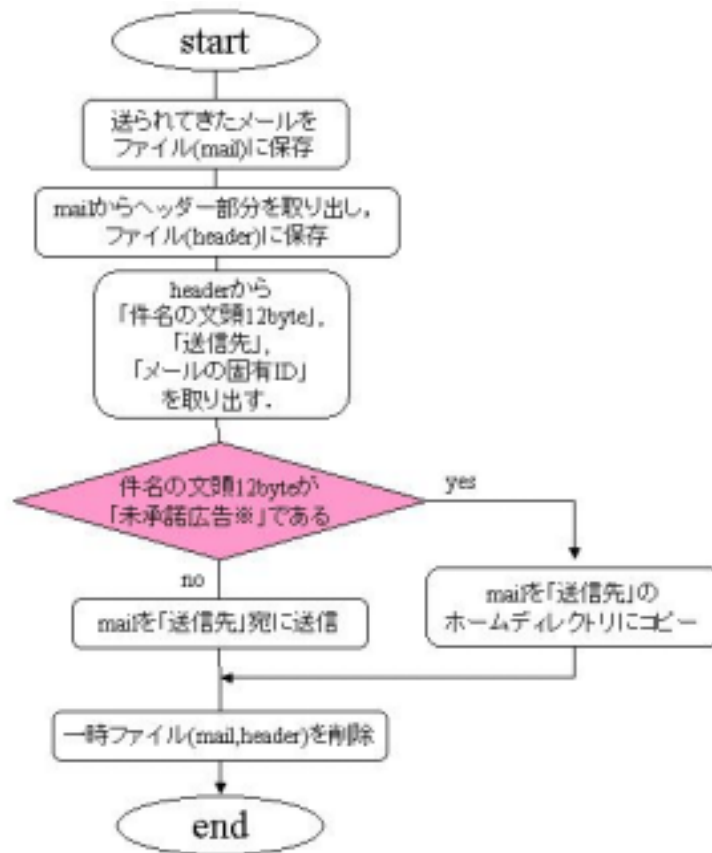 start
送られてきたメールを
ファイル(mail)に保存
mailからヘッダー部分を取り出し，
ファイル(header)に保存
headerから
「件名の文頭12byte」，
「送信先」，
「メールの固有ID」
を取り出す．
件名の文頭12byteが
「未承諾広告※」である
yes
no
mailを「送信先」宛に送信
mailを「送信先」の
ホームディレクトリにコピー
一時ファイル(mail,header)を削除
end